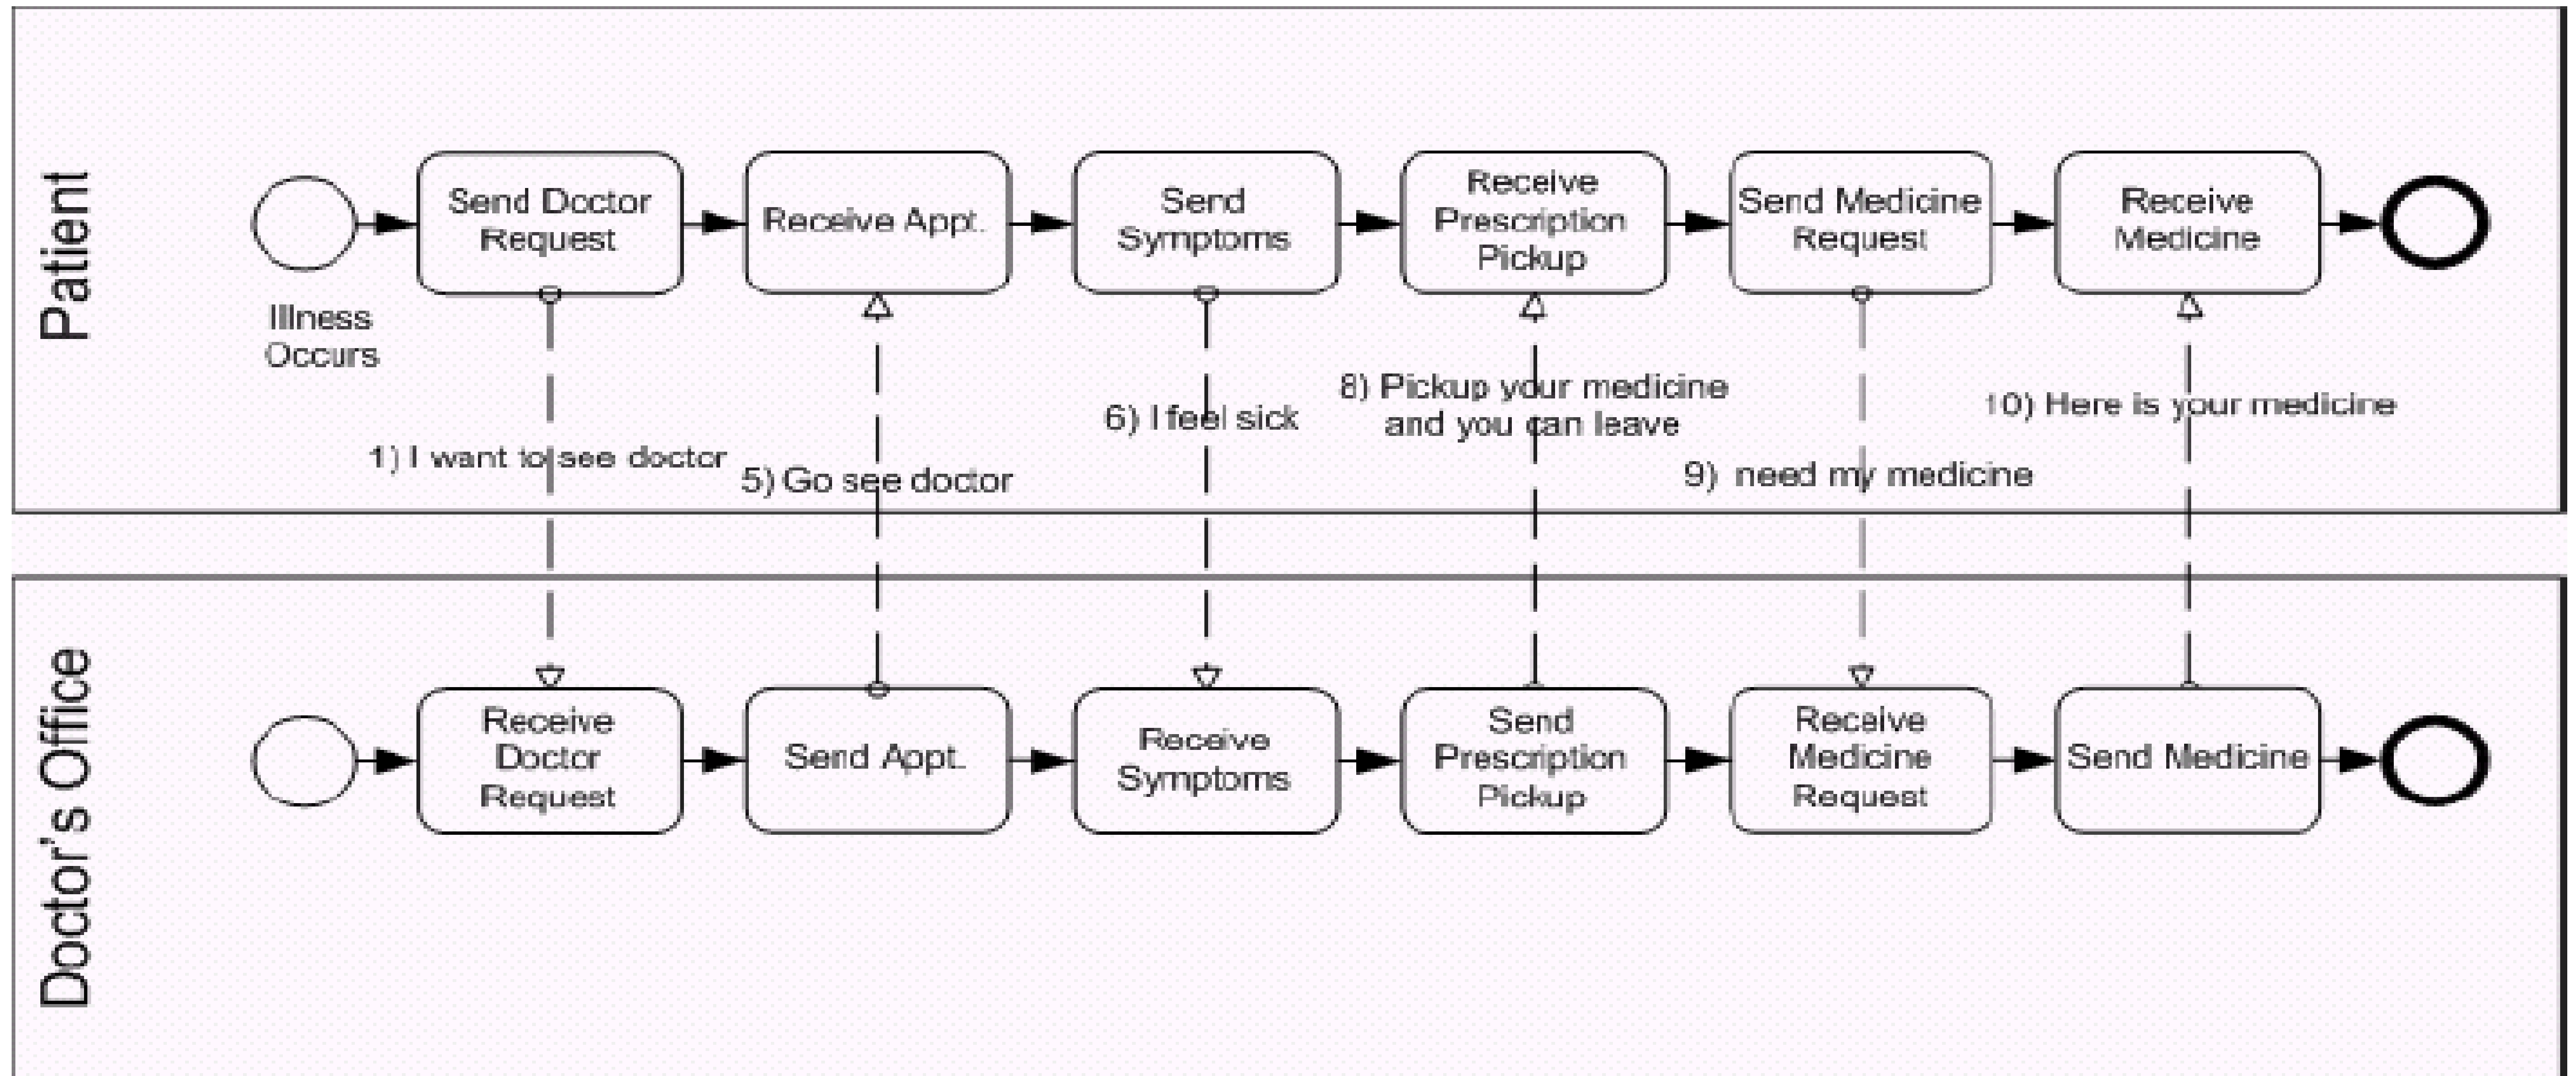 Patient
Illness
Occurs
Send Doctor
Request
Receive Appt.
Send
Symptoms
Receive
Prescription
Pickup
Send Medicine
Request
Receive
Medicine
1) I want to see doctor
5) Go see doctor
6) I feel sick
8) Pickup your medicine
and you can leave
9) need my medicine
10) Here is your medicine
Doctor's Office
Receive
Doctor
Request
Send Appt.
Receive
Symptoms
Send
Prescription
Pickup
Receive
Medicine
Request
Send Medicine